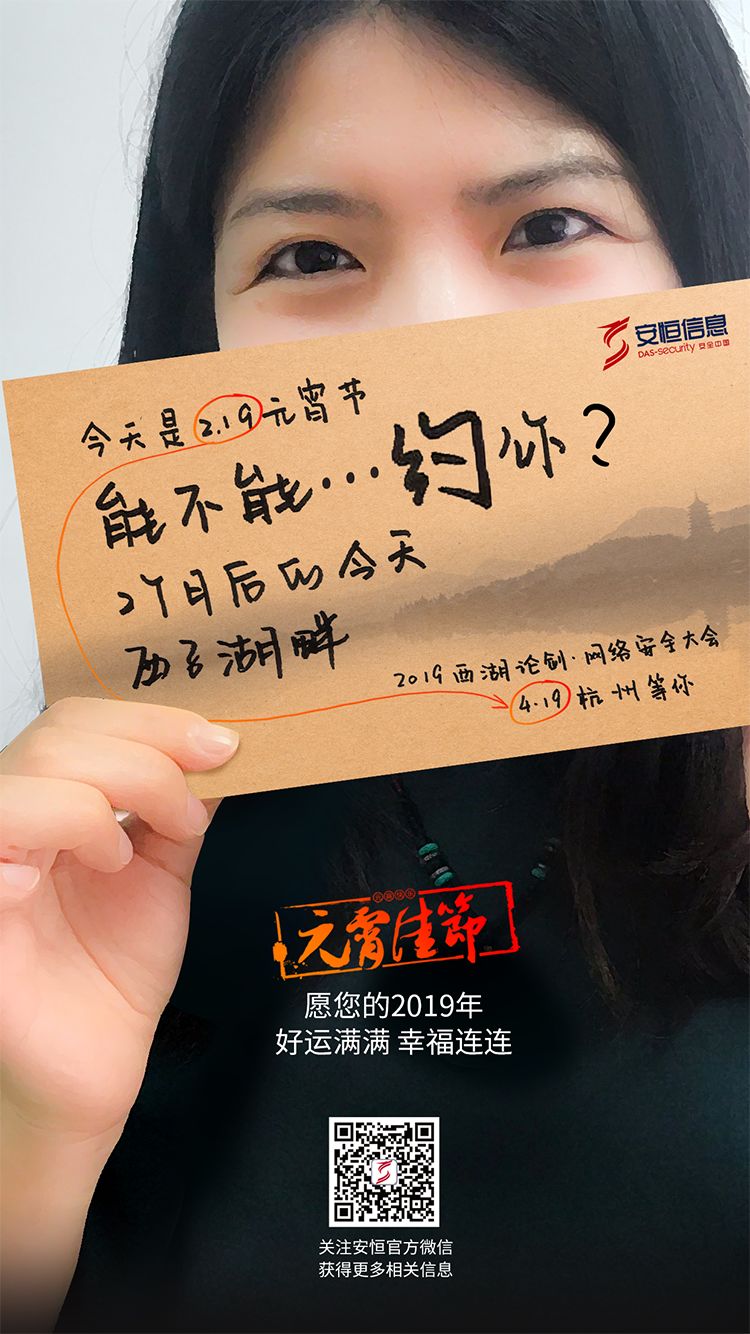 安恒信息
DAS-security 安全中国
今天是2.19元宵节
能不能…约你?
2个月后的今天
西子湖畔
2019西湖论剑·网络安全大会
4.19杭州等你
元宵佳節
愿您的2019年
好运满满 幸福连连
关注安恒官方微信
获得更多相关信息